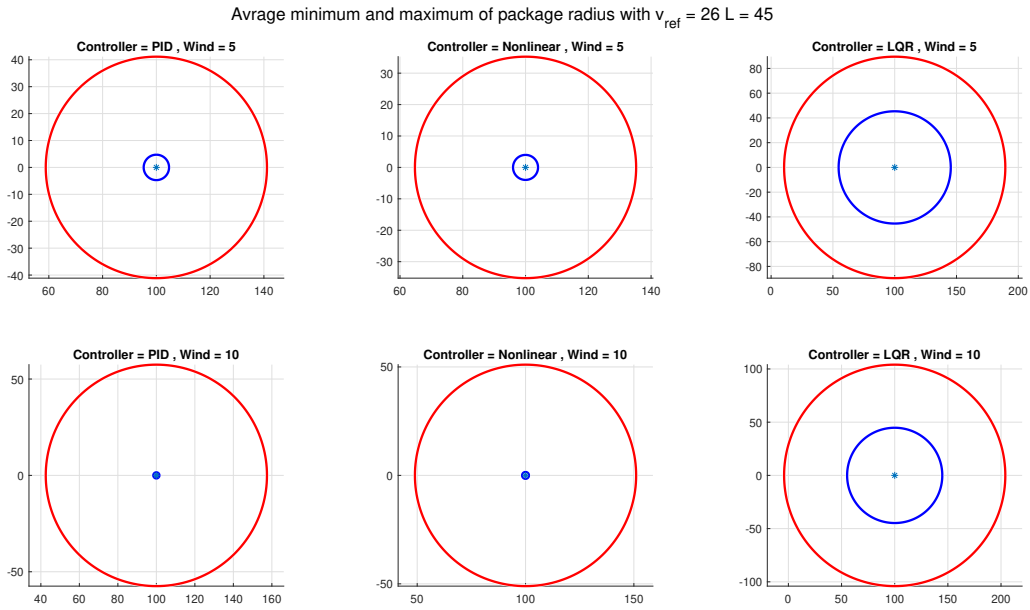 Avrage minimum and maximum of package radius with v_ref = 26 L = 45
Controller = PID , Wind = 5
40
30
20
10
0
-10
-20
-30
-40
60 80 100 120 140
Controller = Nonlinear , Wind = 5
30
20
10
0
-10
-20
-30
60 80 100 120 140
Controller = LQR , Wind = 5
80
60
40
20
0
-20
-40
-60
-80
0 50 100 150 200
Controller = PID , Wind = 10
50
0
-50
40 60 80 100 120 140 160
Controller = Nonlinear , Wind = 10
50
0
-50
50 100 150
Controller = LQR , Wind = 10
100
50
0
-50
-100
0 50 100 150 200